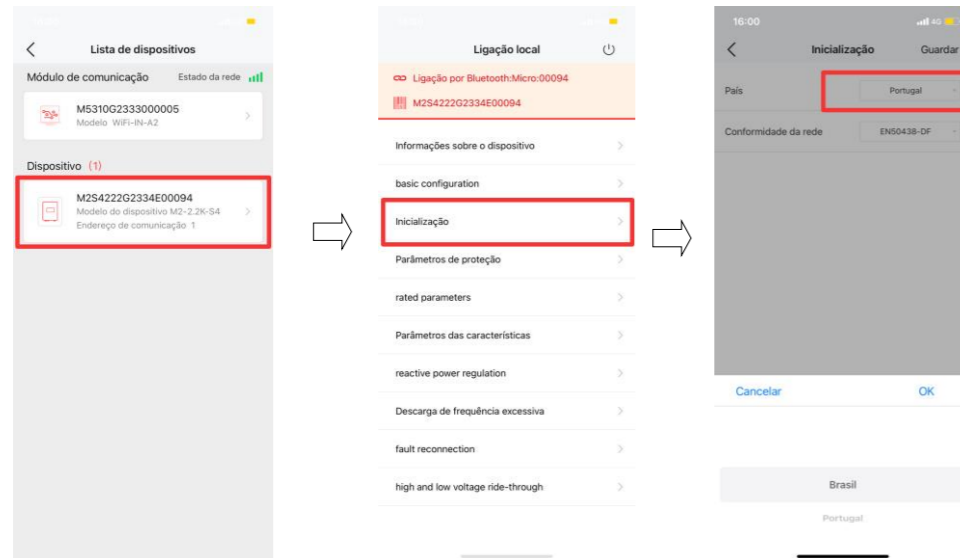 Lista de dispositivos
Módulo de comunicação Estado da rede
M5310G2333000005
Modelo WiFi-IN-A2
Dispositivo (1)
M2S4222G2334E00094
Modelo do dispositivo M2-2.2K-S4
Endereço de comunicação 1
Ligação local
Ligação por Bluetooth:Micro:00094
M2S4222G2334E00094
Informações sobre o dispositivo
basic configuration
Inicialização
Parâmetros de proteção
rated parameters
Parâmetros das características
reactive power regulation
Descarga de frequência excessiva
fault reconnection
high and low voltage ride-through
16:00 4G
Inicialização Guardar
País Portugal
Conformidade da rede EN50438-DF
Cancelar OK
Brasil
Portugal